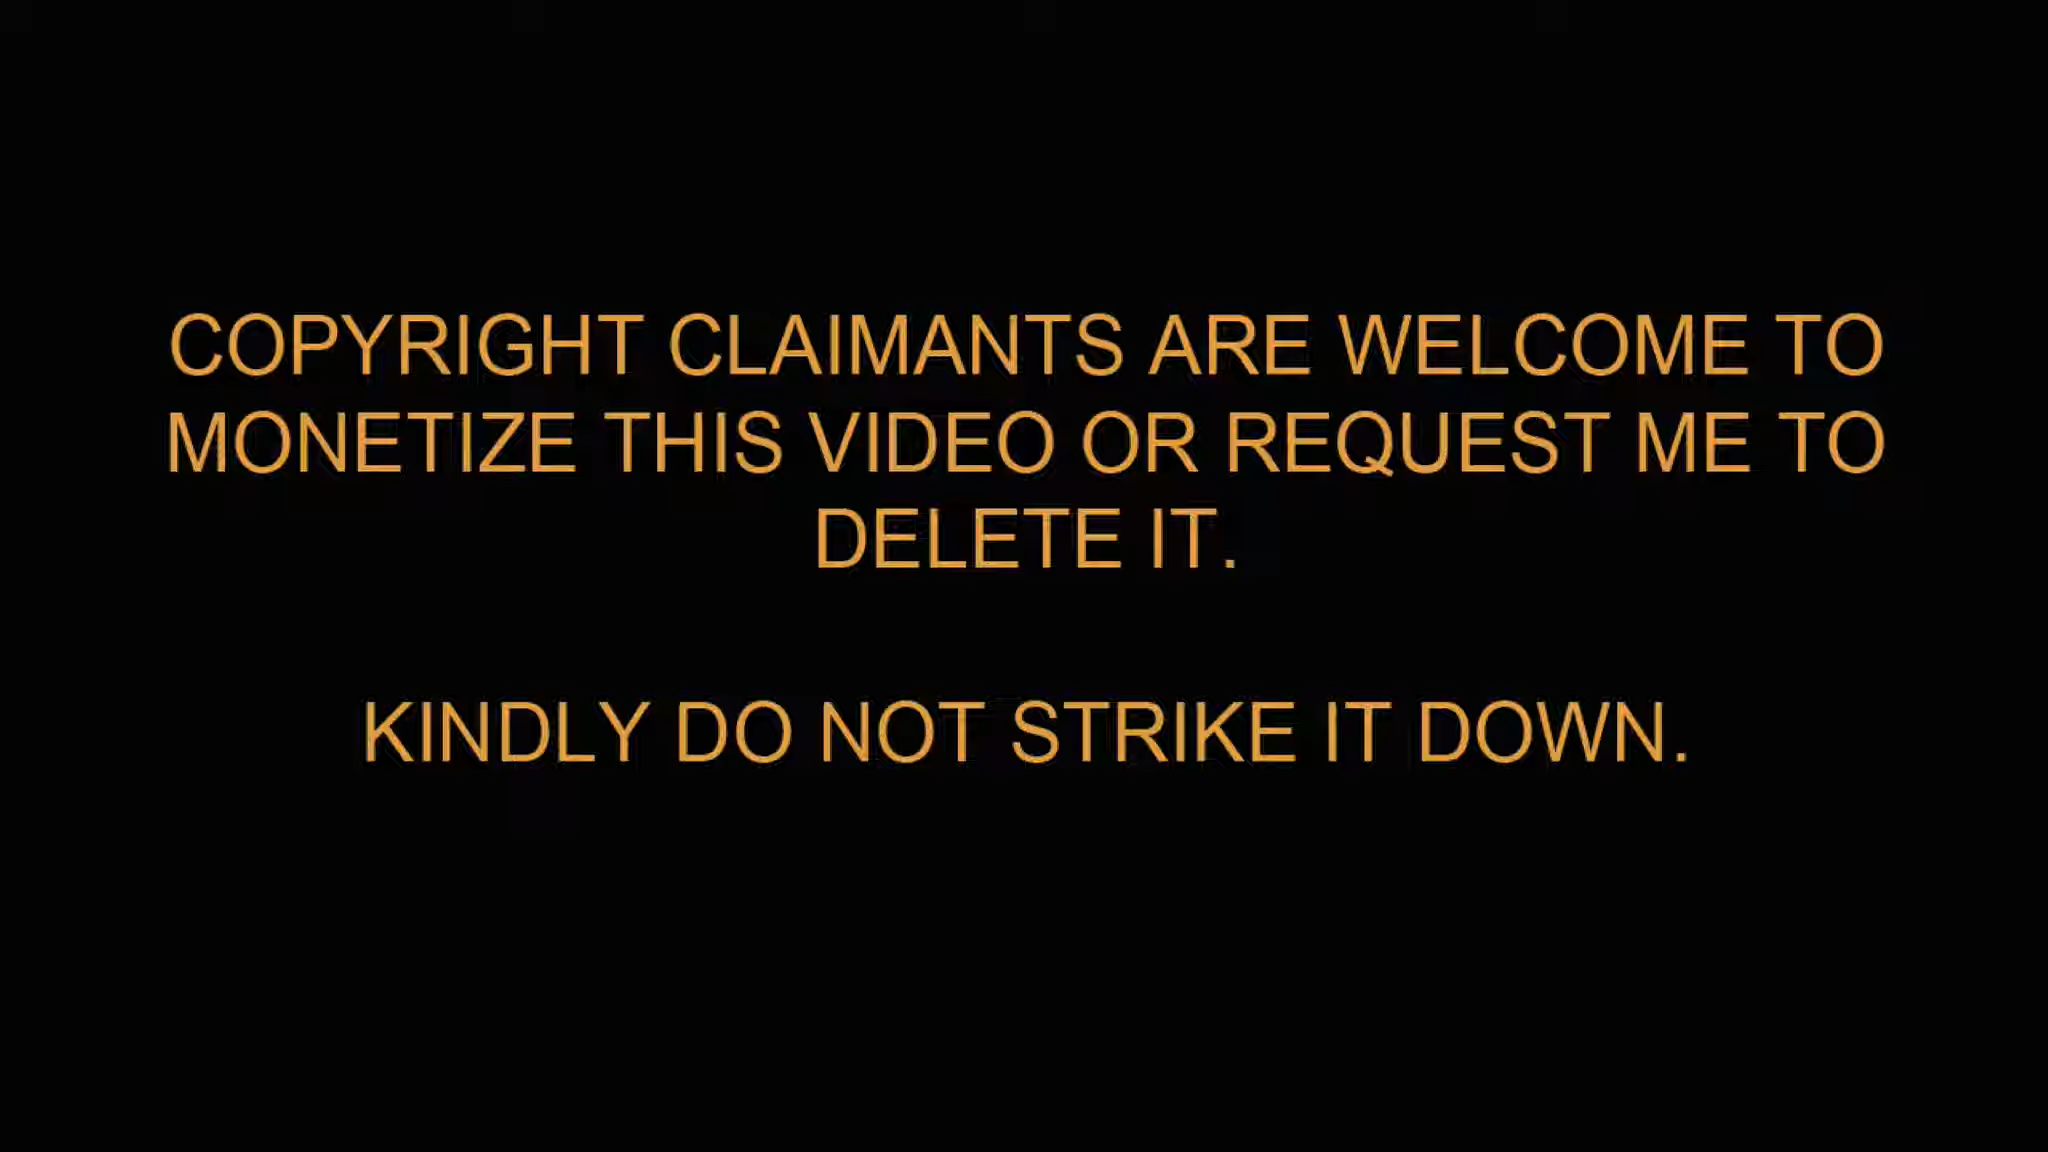 COPYRIGHT CLAIMANTS ARE WELCOME TO
MONETIZE THIS VIDEO OR REQUEST ME TO
DELETE IT.
KINDLY DO NOT STRIKE IT DOWN.